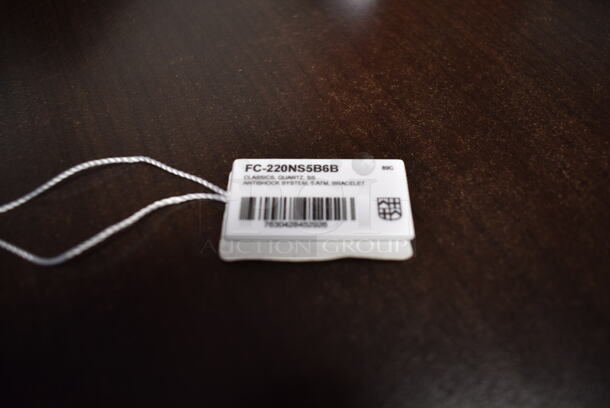 FC-220NS5B6B
89C
CLASSICS, QUARTZ, SS
ANTISHOCK SYSTEM, 5 ATM, BRACELET
7630428452926
AUCTION GROUP